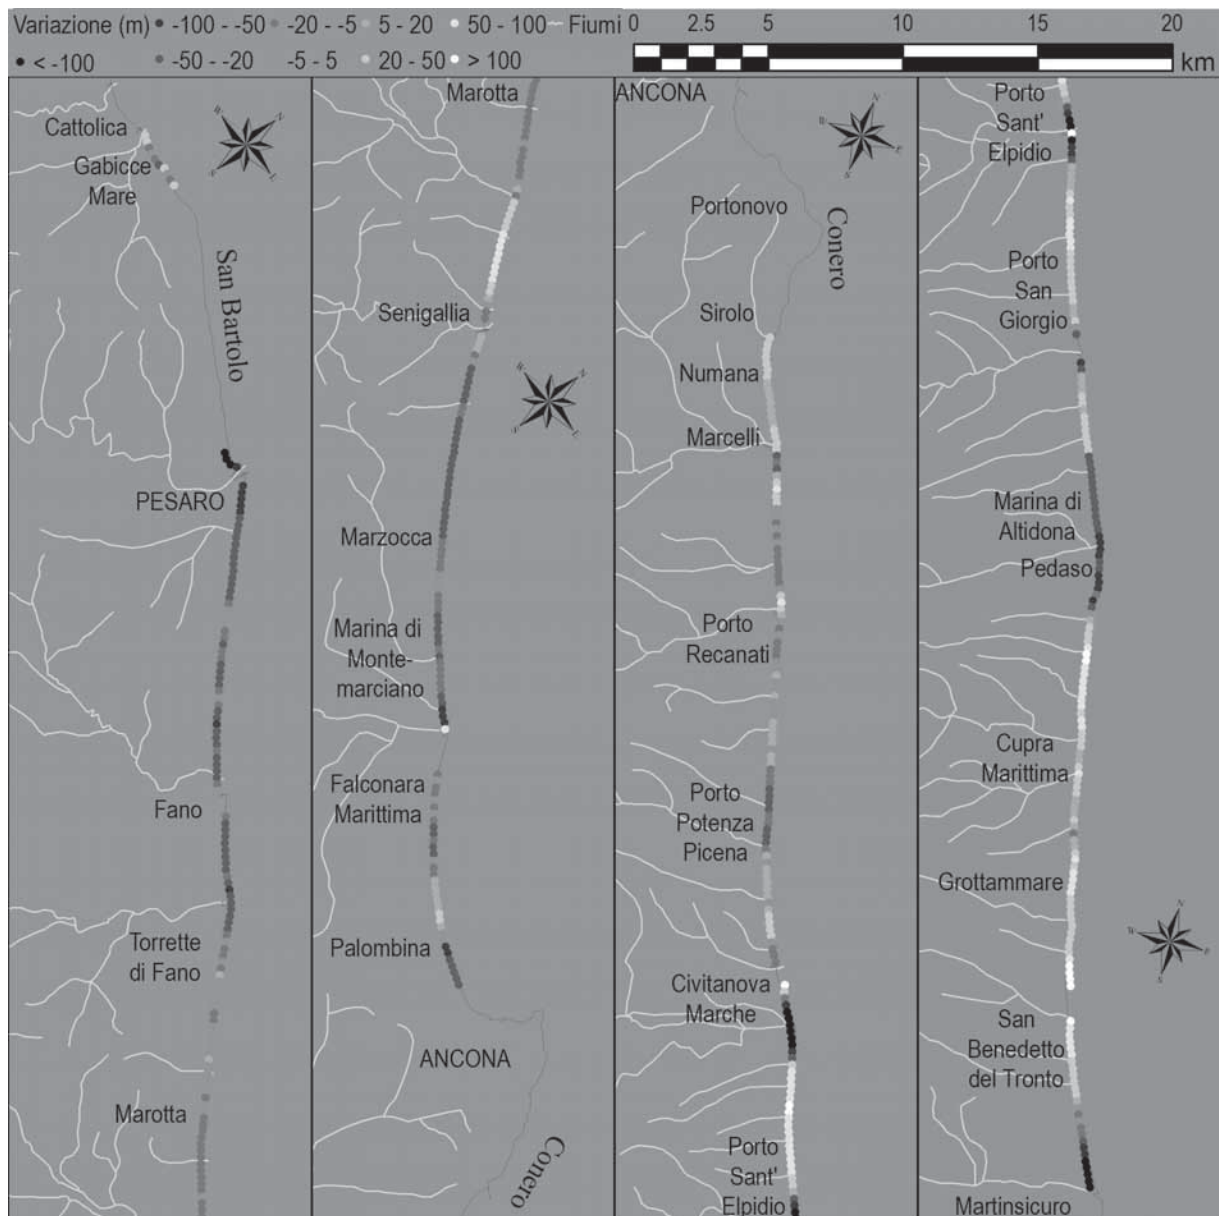 Variazione (m) -100 - -50 -20 - -5 5 - 20 50 - 100 Fiumi
< -100 -50 - -20 -5 - 5 20 - 50 > 100
0 5 10 15 20
km
Cattolica
Gabicce
Mare
San Bartolo
PESARO
Fano
Torrette
di Fano
Marotta
Marotta
Senigallia
Marzocca
Marina di
Monte-
marciano
Falconara
Marittima
Palombina
ANCONA
Conero
ANCONA
Portonovo
Conero
Sirolo
Numana
Marcelli
Porto
Recanati
Porto
Potenza
Picena
Civitanova
Marche
Porto
Sant'
Elpidio
Porto
Sant'
Elpidio
Porto
San
Giorgio
Marina di
Altidona
Pedaso
Cupra
Marittima
Grottammare
San
Benedetto
del Tronto
Martinsicuro